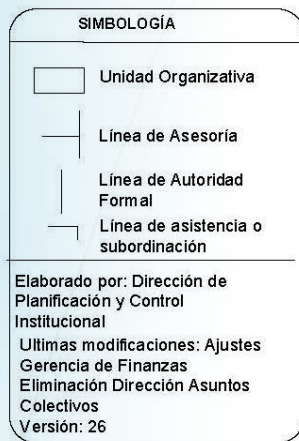 SIMBOLOGÍA
Unidad Organizativa
Línea de Asesoría
Línea de Autoridad
Formal
Línea de asistencia o
subordinación
Elaborado por: Dirección de
Planificación y Control
Institucional
Ultimas modificaciones: Ajustes
Gerencia de Finanzas
Eliminación Dirección Asuntos
Colectivos
Versión: 26